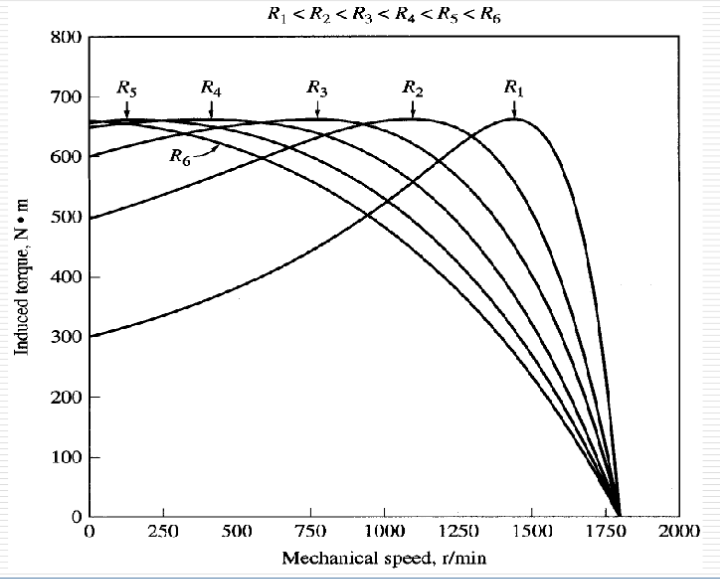 R₁ < R₂ < R₃ < R₄ < R₅ < R₆
800
700
600
500
400
300
200
100
0
Induced torque, N • m
R₅
R₄
R₃
R₂
R₁
R₆
0
250
500
750
1000
1250
1500
1750
2000
Mechanical speed, r/min